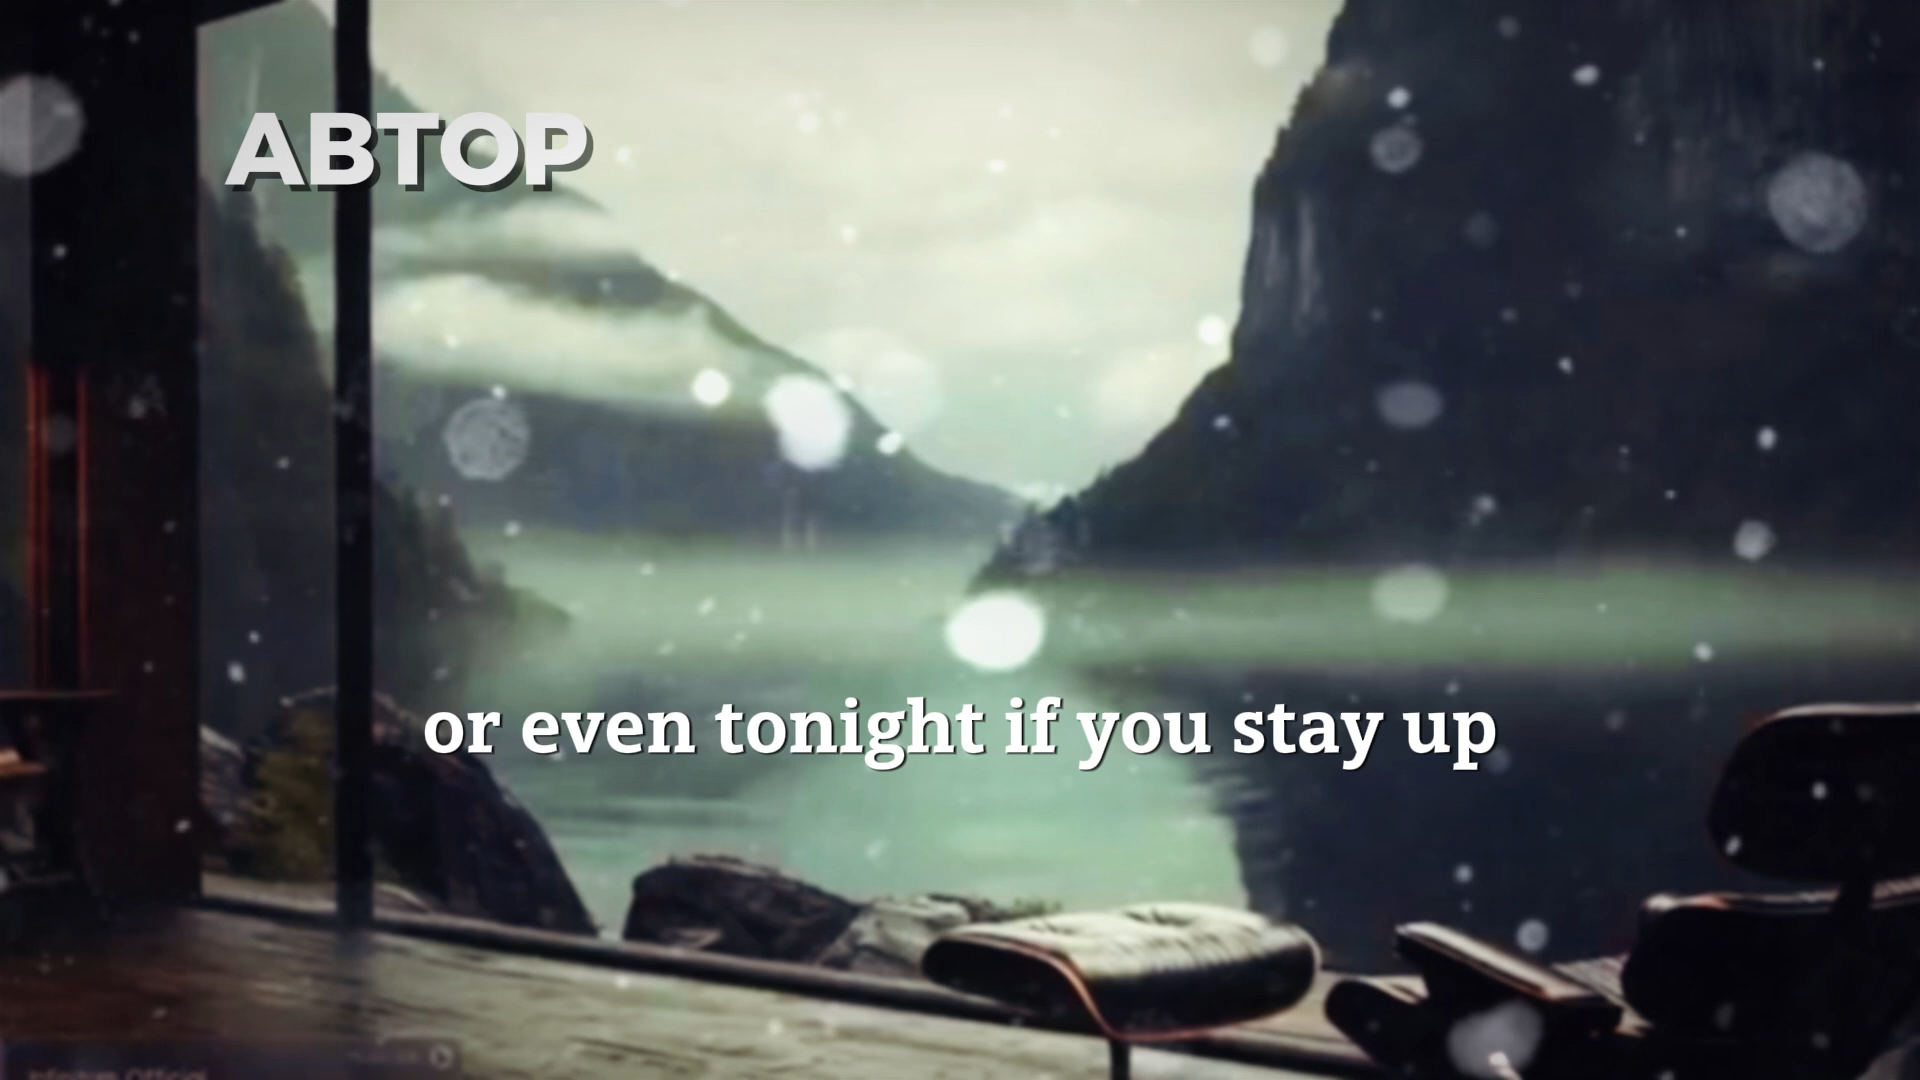 АВТОР
or even tonight if you stay up